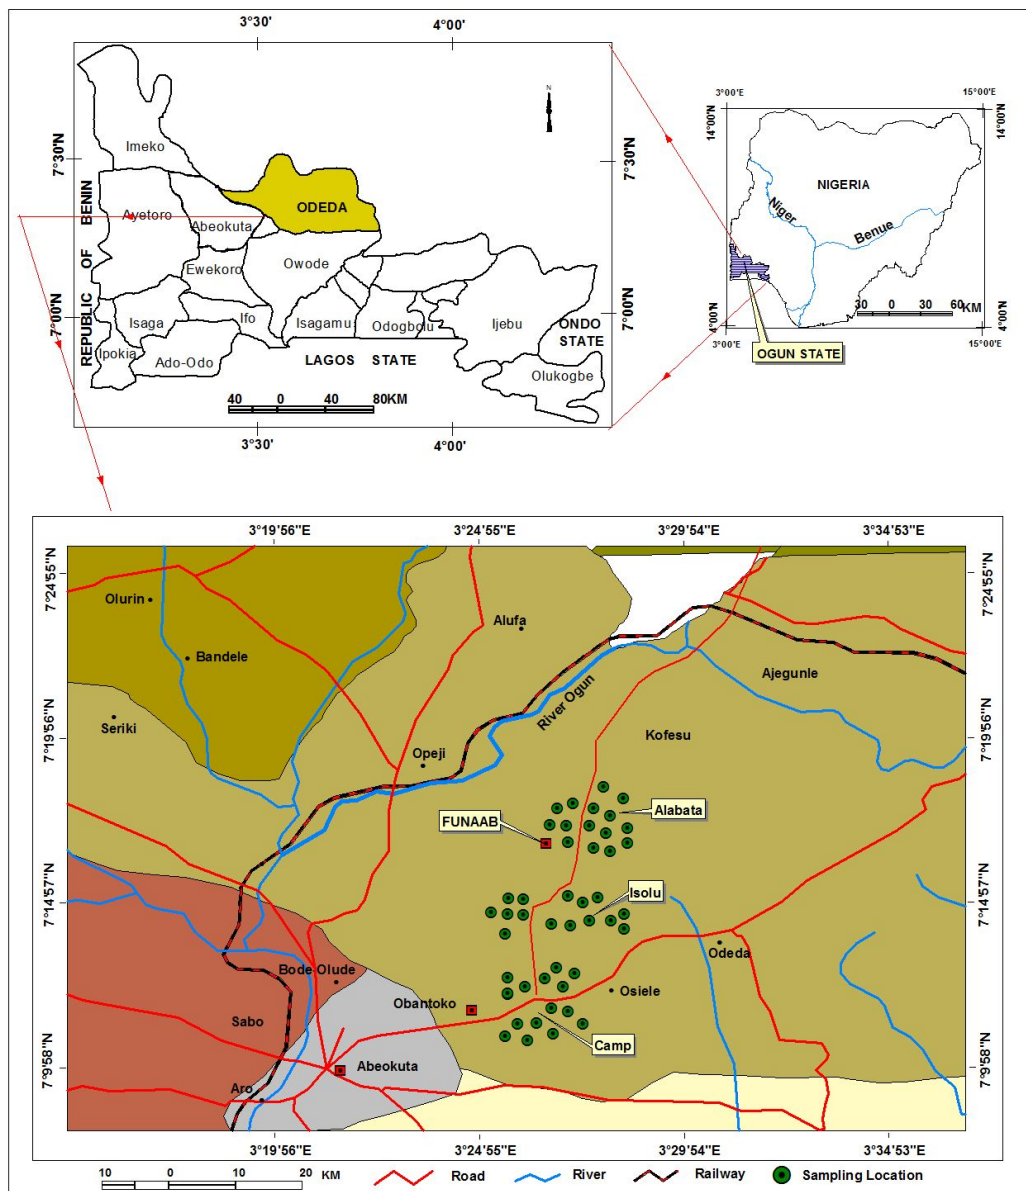 3°30' 4°00'
N
7°30'N
7°30'N
7°00'N
7°00'N
REPUBLIC OF BENIN
Imeko
Ayetoro
ODEDA
Abeokuta
Ewekoro
Owode
Isaga
Ifo
Isagamu
Odogbolu
Ijebu
ONDO
STATE
Ipokia
Ado-Odo
LAGOS STATE
Olukogbe
40 0 40 80KM
3°30' 4°00'
3°00'E 15°00'E
14°00'N
14°00'N
NIGERIA
Niger
Benue
30 0 30 60 KM
4°00'N
4°00'N
3°00'E 15°00'E
OGUN STATE
3°19'56"E 3°24'55"N 3°29'54"E 3°34'53"E
7°24'55"N
7°24'55"N
Olurin
Alufa
Bandele
Ajegunle
Seriki
River Ogun
Kofesu
7°19'56"N
7°19'56"N
Opeji
Alabata
FUNAAB
Isolu
7°14'57"N
7°14'57"N
Odeda
Bode Olude
Osiele
Obantoko
Sabo
Camp
7°9'58"N
7°9'58"N
Abeokuta
Aro
3°19'56"E 3°24'55"N 3°29'54"E 3°34'53"E
10 0 10 20 KM
Road River Railway Sampling Location